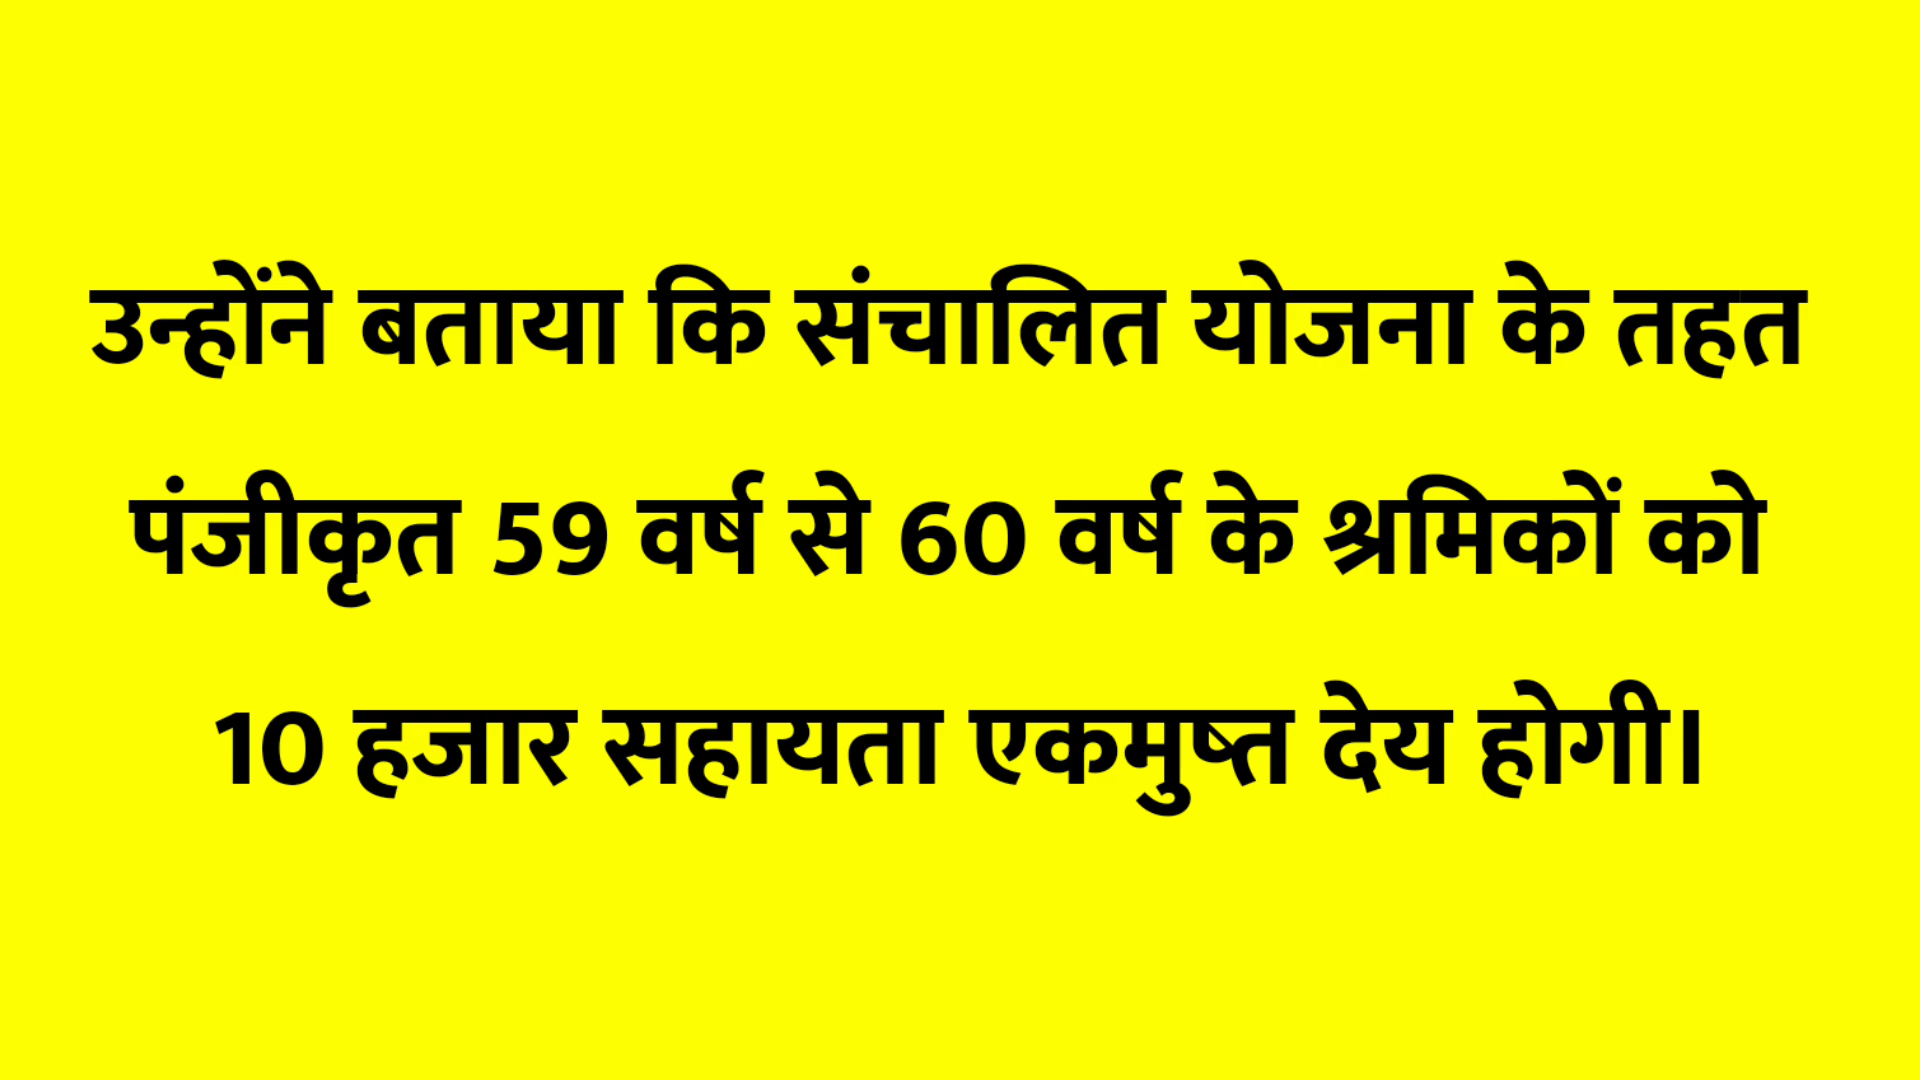 उन्होंने बताया कि संचालित योजना के तहत
पंजीकृत 59 वर्ष से 60 वर्ष के श्रमिकों को
10 हजार सहायता एकमुष्त देय होगी।